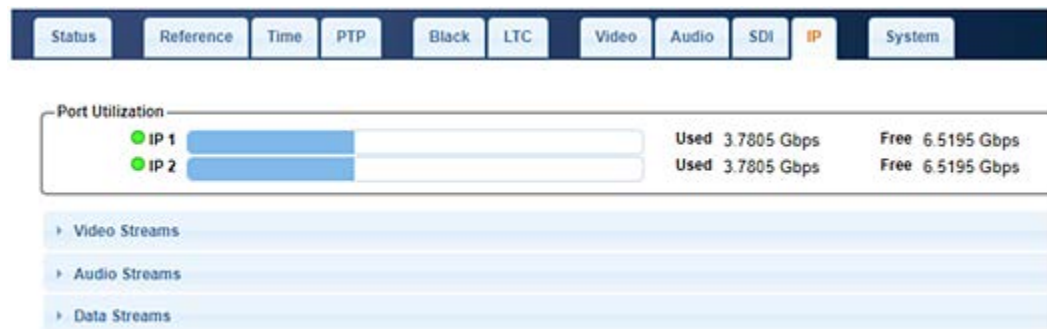 Status Reference Time PTP Black LTC Video Audio SDI IP System
Port Utilization
IP 1 Used 3.7805 Gbps Free 6.5195 Gbps
IP 2 Used 3.7805 Gbps Free 6.5195 Gbps
Video Streams
Audio Streams
Data Streams